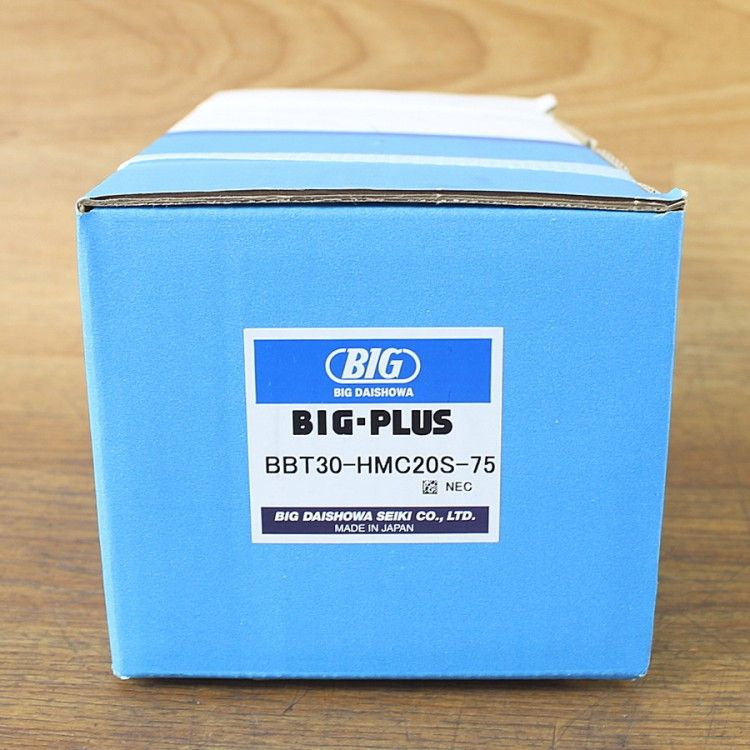 BIG
BIG DAISHOWA
BIG-PLUS
BBT30-HMC20S-75
NEC
BIG DAISHOWA SEIKI CO., LTD.
MADE IN JAPAN